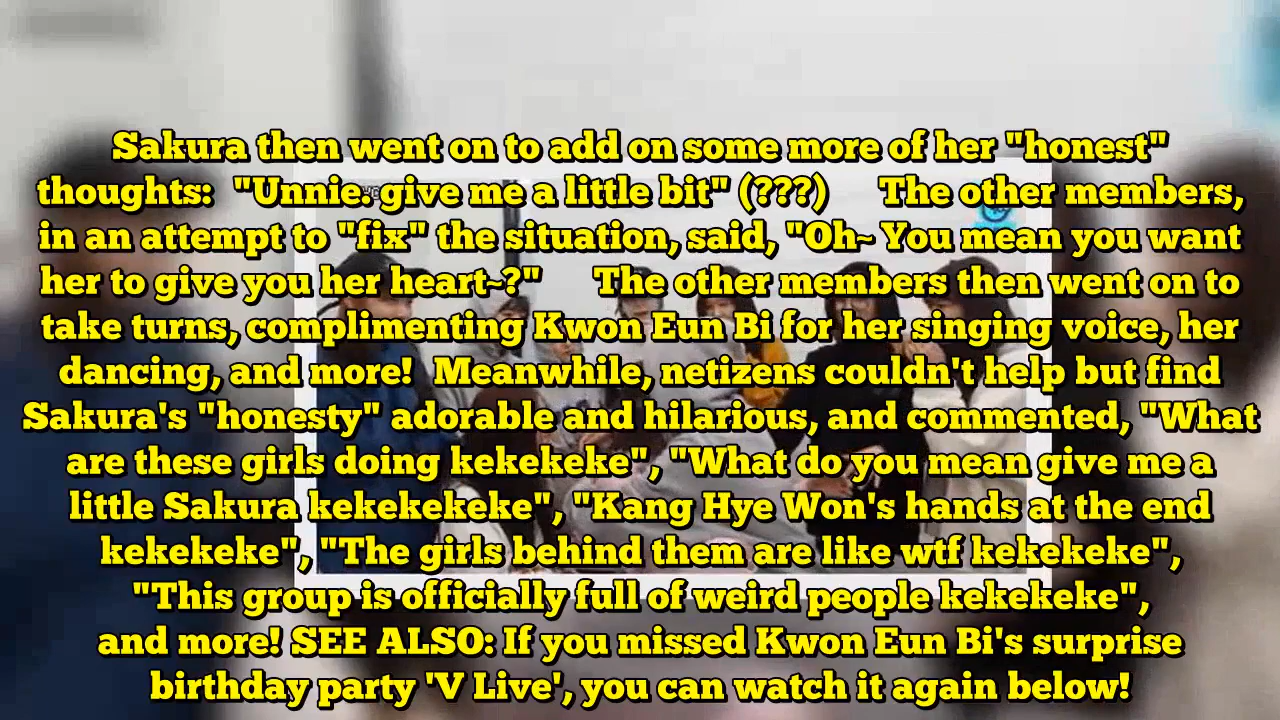 Sakura then went on to add on some more of her "honest"
thoughts: "Unnie. give me a little bit" (???) The other members,
in an attempt to "fix" the situation, said, "Oh~ You mean you want
her to give you her heart~?" The other members then went on to
take turns, complimenting Kwon Eun Bi for her singing voice, her
dancing, and more! Meanwhile, netizens couldn't help but find
Sakura's "honesty" adorable and hilarious, and commented, "What
are these girls doing kekekeke", "What do you mean give me a
little Sakura kekekekeke", "Kang Hye Won's hands at the end
kekekeke", "The girls behind them are like wtf kekekeke",
"This group is officially full of weird people kekekeke",
and more! SEE ALSO: If you missed Kwon Eun Bi's surprise
birthday party 'V Live', you can watch it again below!